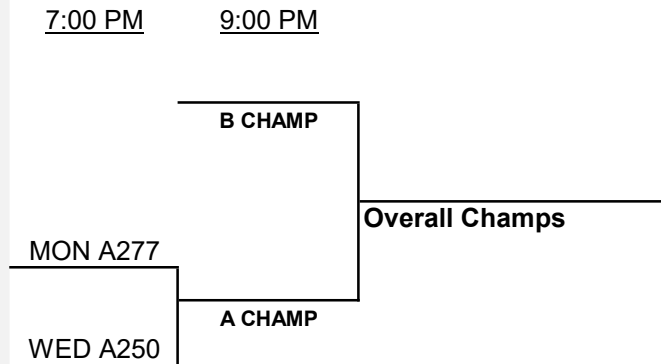 7:00 PM 9:00 PM
B CHAMP
Overall Champs
MON A277
A CHAMP
WED A250